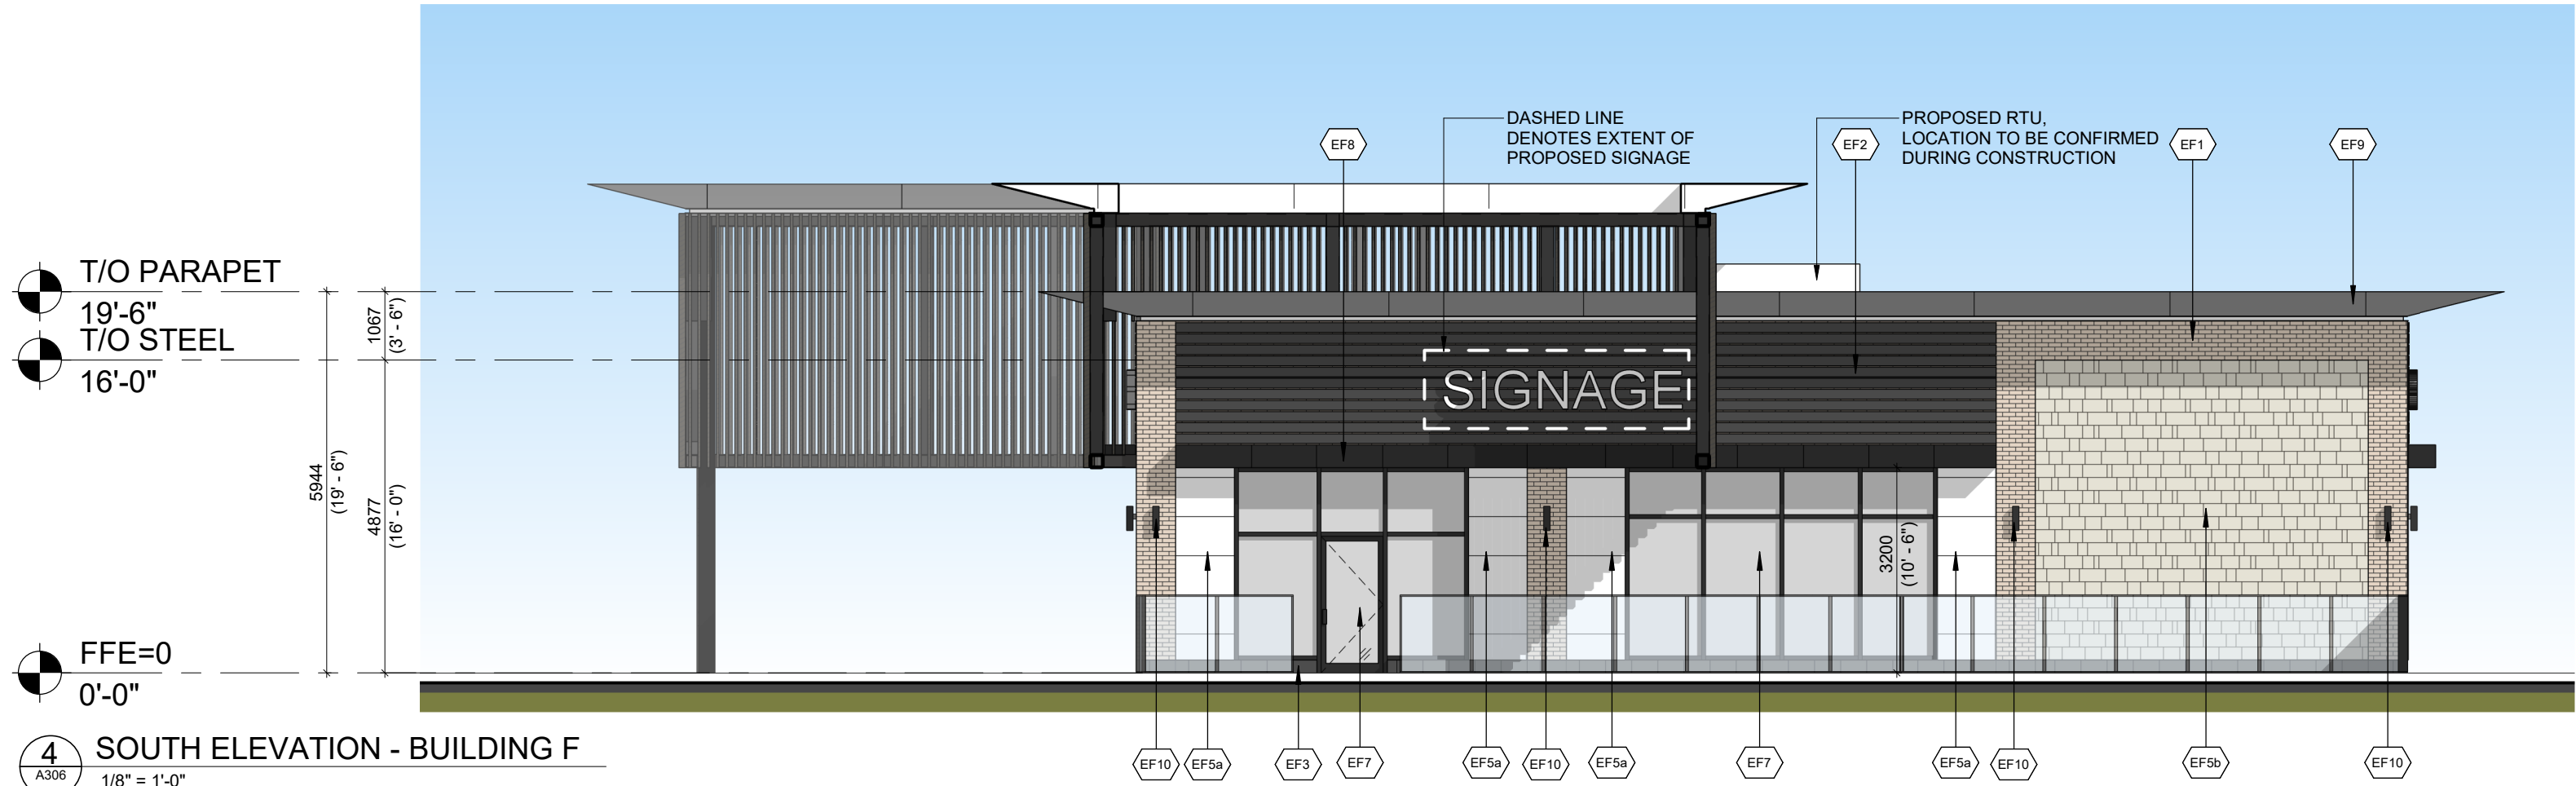 DASHED LINE
DENOTES EXTENT OF
PROPOSED SIGNAGE
PROPOSED RTU,
LOCATION TO BE CONFIRMED
DURING CONSTRUCTION
EF8
EF2
EF1
EF9
T/O PARAPET
19'-6"
T/O STEEL
16'-0"
1067
(3' - 6")
5944
(19' - 6")
4877
(16' - 0")
SIGNAGE
3200
(10' - 6")
FFE=0
0'-0"
4
A306
SOUTH ELEVATION - BUILDING F
1/8" = 1'-0"
EF10
EF5a
EF3
EF7
EF5a
EF10
EF5a
EF7
EF5a
EF10
EF5b
EF10